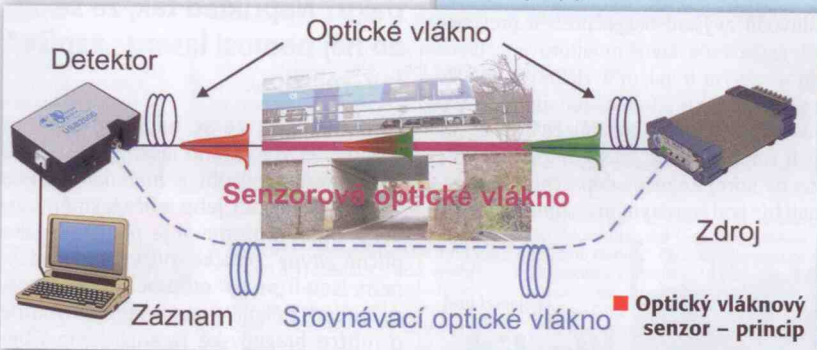 Optické vlákno
Detektor
Senzorové optické vlákno
Zdroj
Záznam
Srovnávací optické vlákno
Optický vláknový
senzor – princip